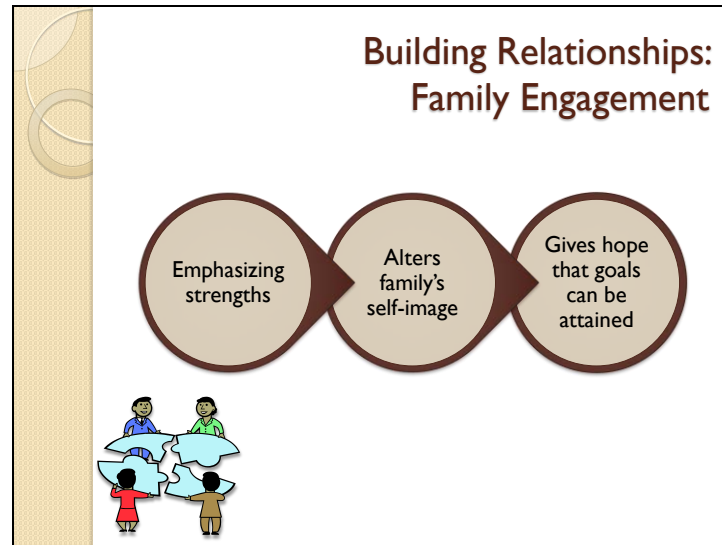 Building Relationships:
Family Engagement
Emphasizing
strengths
Alters
family’s
self-image
Gives hope
that goals
can be
attained